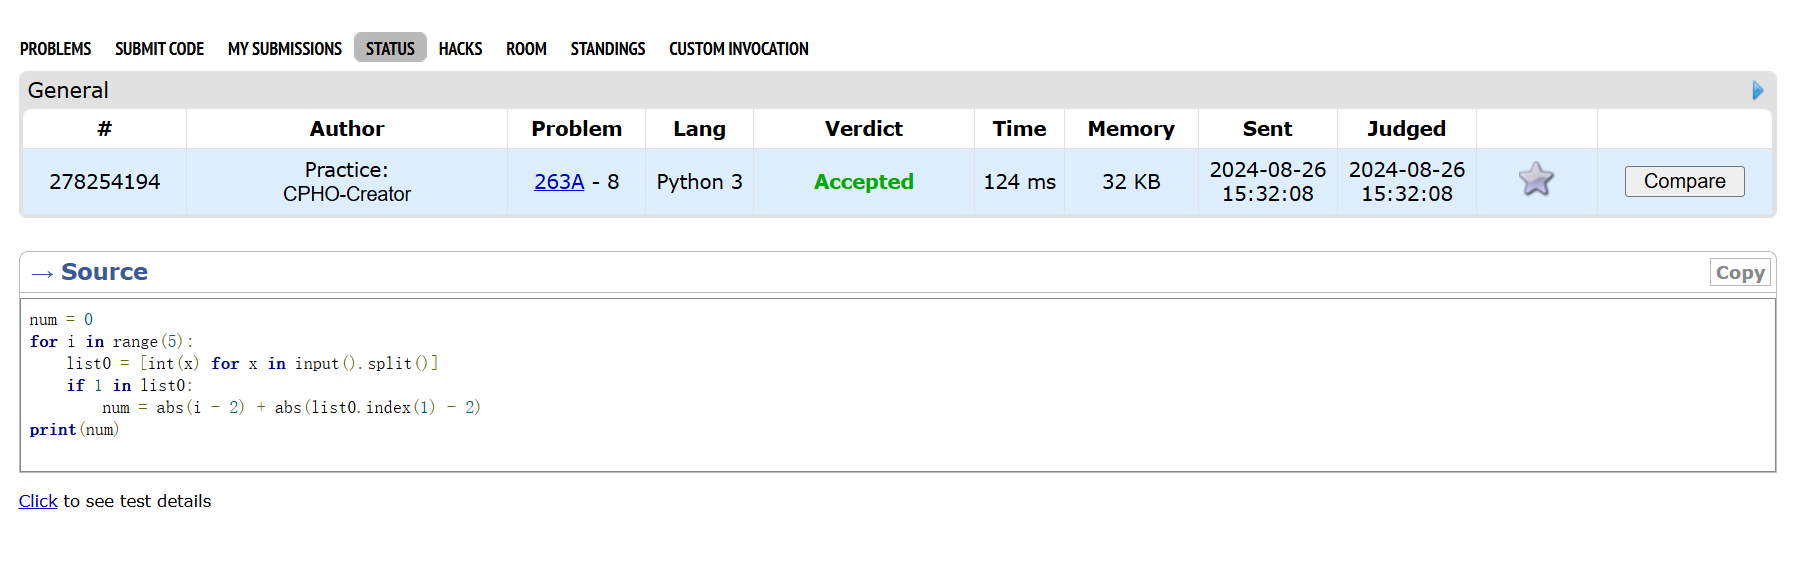 PROBLEMS SUBMIT CODE MY SUBMISSIONS STATUS HACKS ROOM STANDINGS CUSTOM INVOCATION
General
# Author Problem Lang Verdict Time Memory Sent Judged
278254194 Practice: CPHO-Creator 263A - 8 Python 3 Accepted 124 ms 32 KB 2024-08-26 15:32:08 2024-08-26 15:32:08 Compare
→ Source Copy
num = 0
for i in range(5):
    list0 = [int(x) for x in input().split()]
    if 1 in list0:
        num = abs(i - 2) + abs(list0.index(1) - 2)
print(num)
Click to see test details